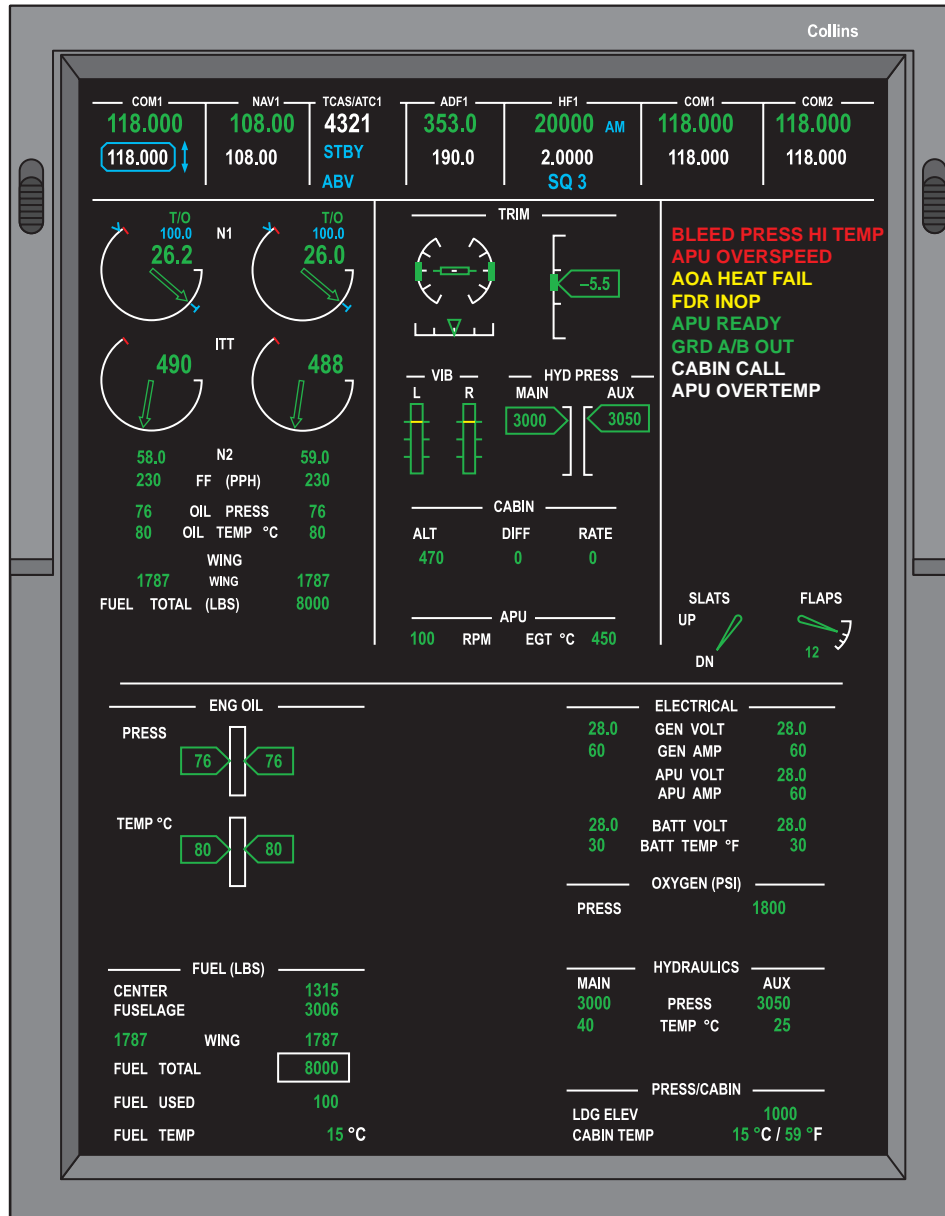 Collins
COM1 NAV1 TCAS/ATC1 ADF1 HF1 COM1 COM2
118.000 108.00 4321 353.0 20000 AM 118.000 118.000
118.000 108.00 STBY 190.0 2.0000 118.000 118.000
ABV SQ 3
T/O T/O
100.0 N1 100.0
26.2 26.0
ITT
490 488
58.0 N2 59.0
230 FF (PPH) 230
76 OIL PRESS 76
80 OIL TEMP °C 80
WING
1787 WING 1787
FUEL TOTAL (LBS) 8000
TRIM
–5.5
VIB HYD PRESS
L R MAIN AUX
3000 3050
CABIN
ALT DIFF RATE
470 0 0
APU
100 RPM EGT °C 450
BLEED PRESS HI TEMP
APU OVERSPEED
AOA HEAT FAIL
FDR INOP
APU READY
GRD A/B OUT
CABIN CALL
APU OVERTEMP
SLATS FLAPS
UP
12
DN
ENG OIL
PRESS
76 76
TEMP °C
80 80
FUEL (LBS)
CENTER 1315
FUSELAGE 3006
1787 WING 1787
FUEL TOTAL 8000
FUEL USED 100
FUEL TEMP 15 °C
ELECTRICAL
28.0 GEN VOLT 28.0
60 GEN AMP 60
APU VOLT 28.0
APU AMP 60
28.0 BATT VOLT 28.0
30 BATT TEMP °F 30
OXYGEN (PSI)
PRESS 1800
HYDRAULICS
MAIN AUX
3000 PRESS 3050
40 TEMP °C 25
PRESS/CABIN
LDG ELEV 1000
CABIN TEMP 15 °C / 59 °F